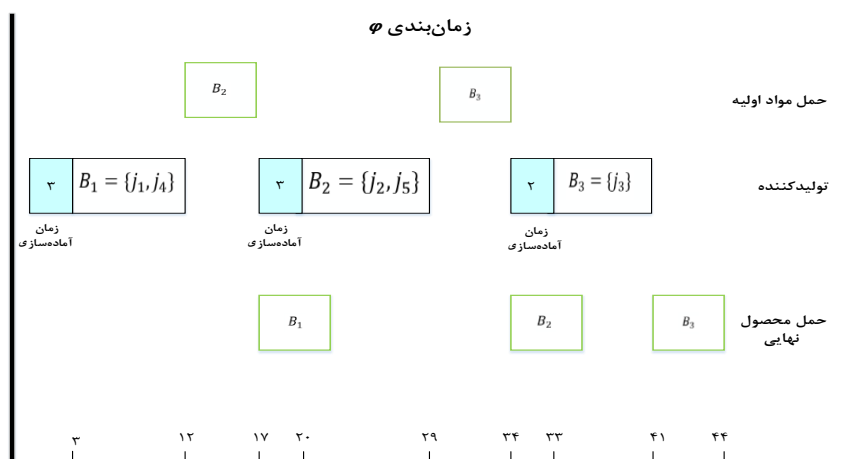 زمان‌بندی φ
B₂
B₃
حمل مواد اولیه
۳
B₁ = {j₁, j₄}
۳
B₂ = {j₂, j₅}
۲
B₃ = {j₃}
تولیدکننده
زمان
آماده‌سازی
زمان
آماده‌سازی
زمان
آماده‌سازی
B₁
B₂
B₃
حمل محصول
نهایی
۳ ۱۲ ۱۷ ۲۰ ۲۹ ۳۴ ۳۳ ۴۱ ۴۴